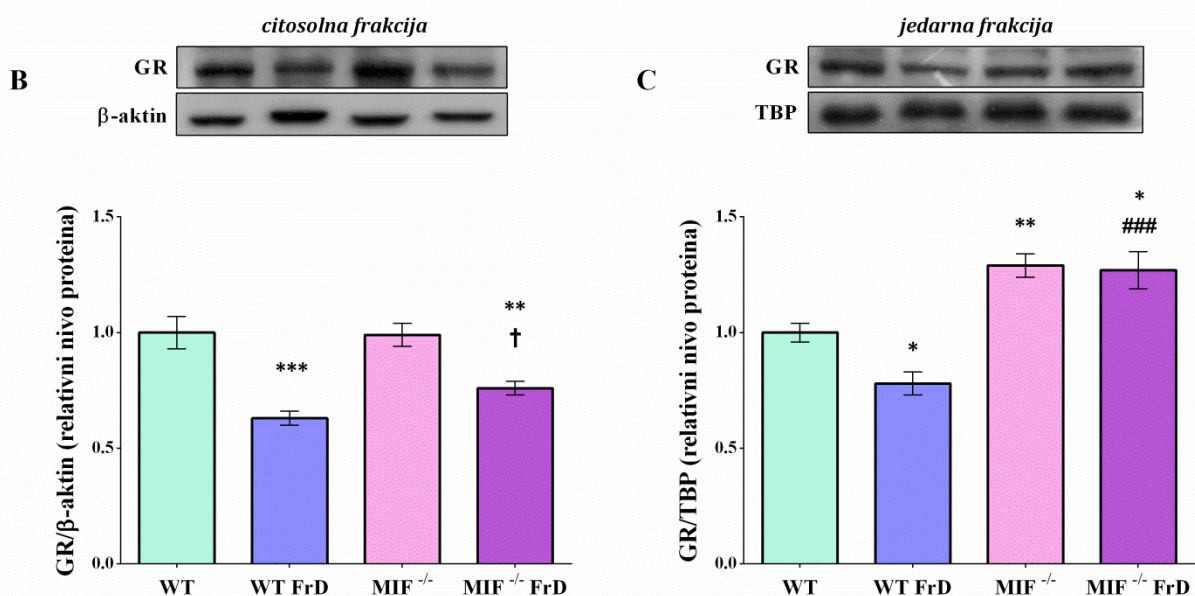 citosolna frakcija
B
GR
β-aktin
GR/β-aktin (relativni nivo proteina)
1.5
1.0
0.5
0.0
***
**
†
WT
WT FrD
MIF -/-
MIF -/- FrD
jedarna frakcija
C
GR
TBP
GR/TBP (relativni nivo proteina)
1.5
1.0
0.5
0.0
*
**
*
###
WT
WT FrD
MIF -/-
MIF -/- FrD